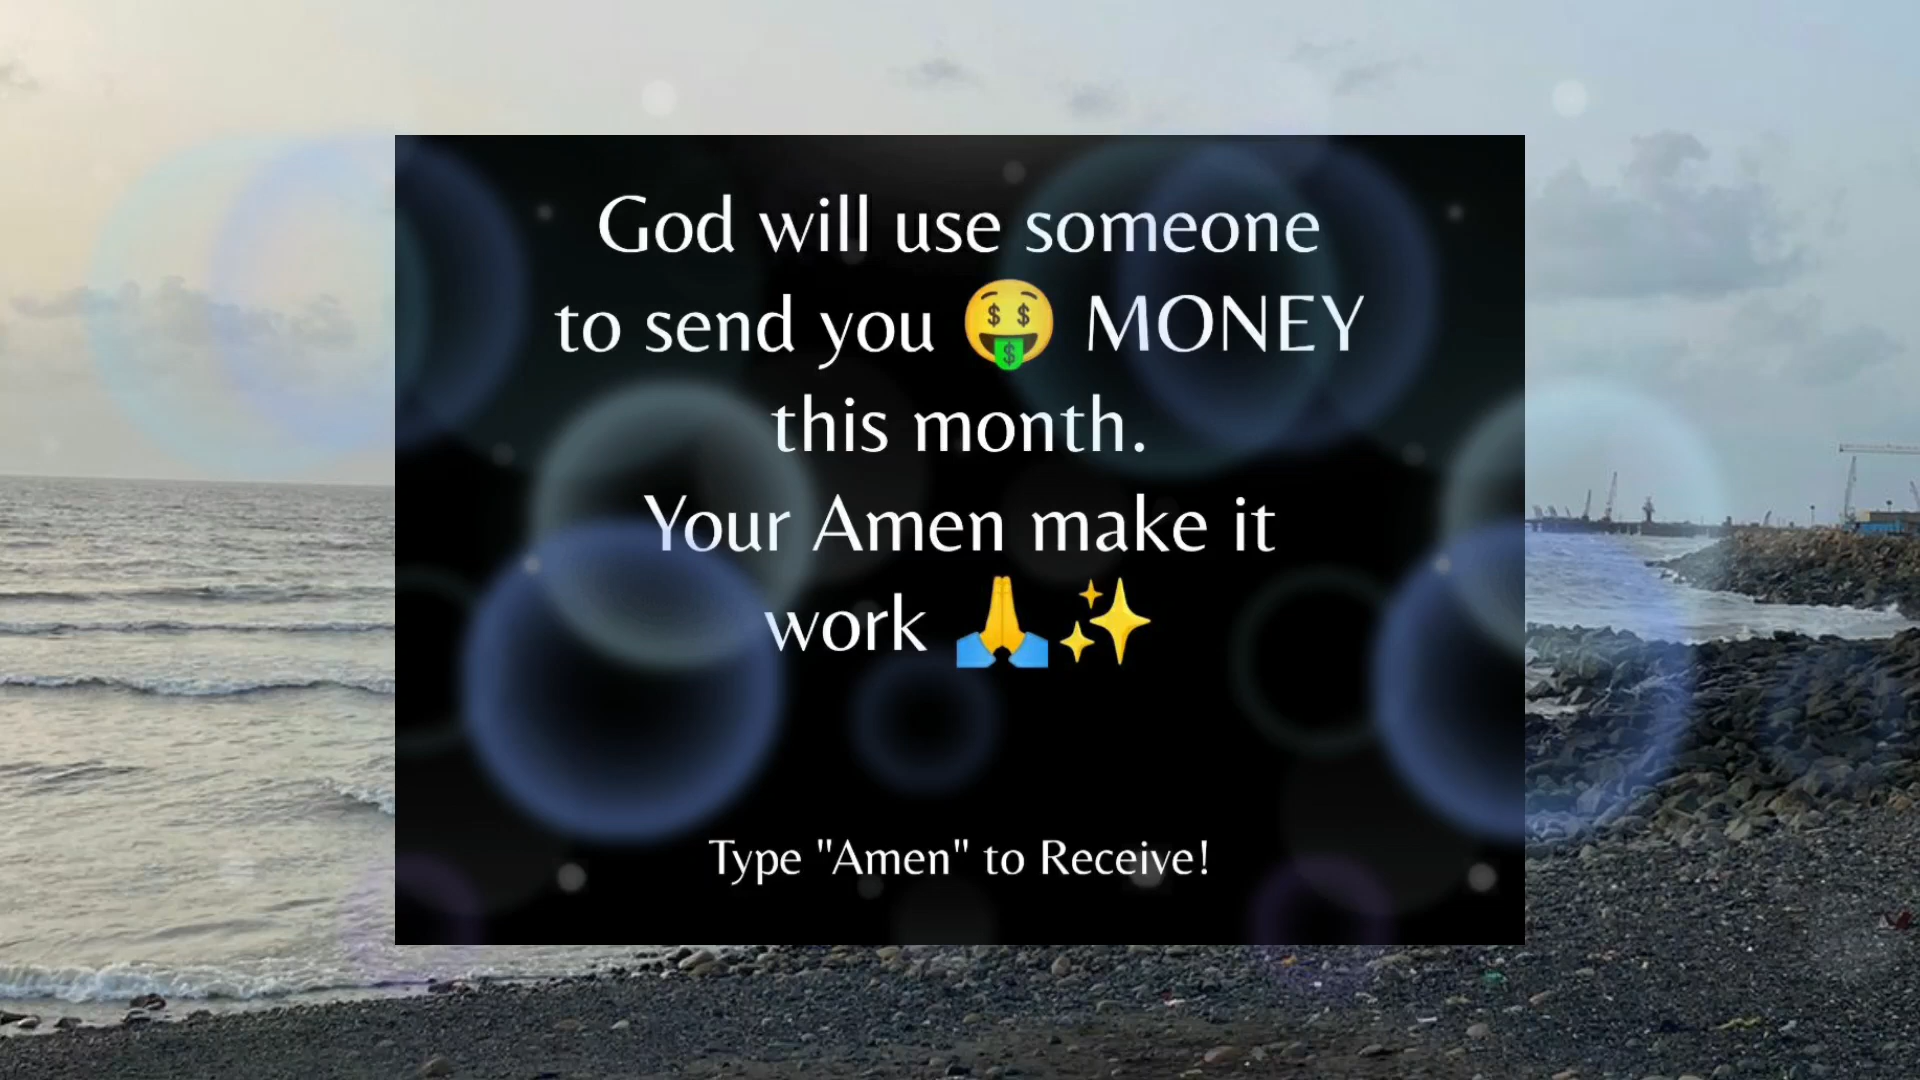 God will use someone
to send you 🤑 MONEY
this month.
Your Amen make it
work 🙏✨
Type "Amen" to Receive!